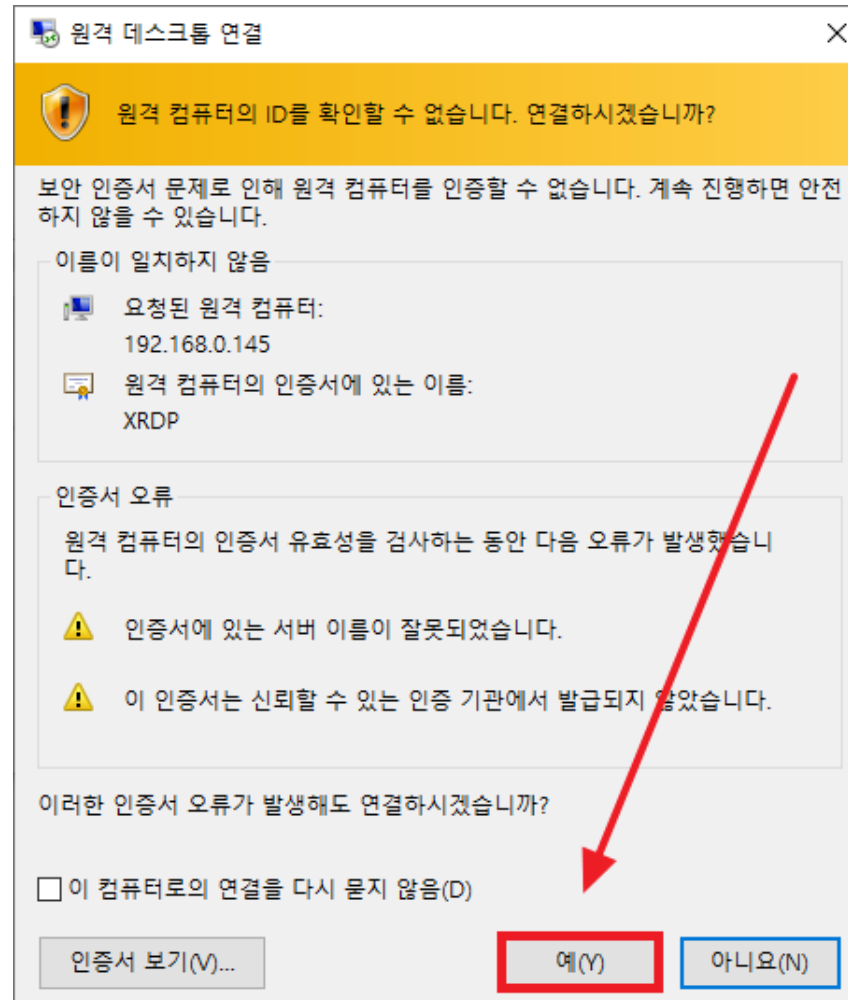 원격 데스크톱 연결
원격 컴퓨터의 ID를 확인할 수 없습니다. 연결하시겠습니까?
보안 인증서 문제로 인해 원격 컴퓨터를 인증할 수 없습니다. 계속 진행하면 안전
하지 않을 수 있습니다.
이름이 일치하지 않음
요청된 원격 컴퓨터:
192.168.0.145
원격 컴퓨터의 인증서에 있는 이름:
XRDP
인증서 오류
원격 컴퓨터의 인증서 유효성을 검사하는 동안 다음 오류가 발생했습니
다.
인증서에 있는 서버 이름이 잘못되었습니다.
이 인증서는 신뢰할 수 있는 인증 기관에서 발급되지 않았습니다.
이러한 인증서 오류가 발생해도 연결하시겠습니까?
이 컴퓨터로의 연결을 다시 묻지 않음(D)
인증서 보기(V)... 예(Y) 아니요(N)